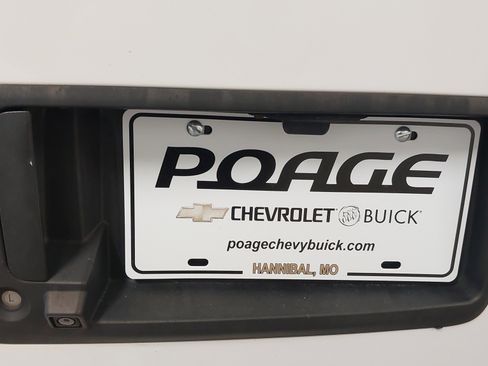 POAGE
CHEVROLET BUICK®
poagechevybuick.com
HANNIBAL, MO
L